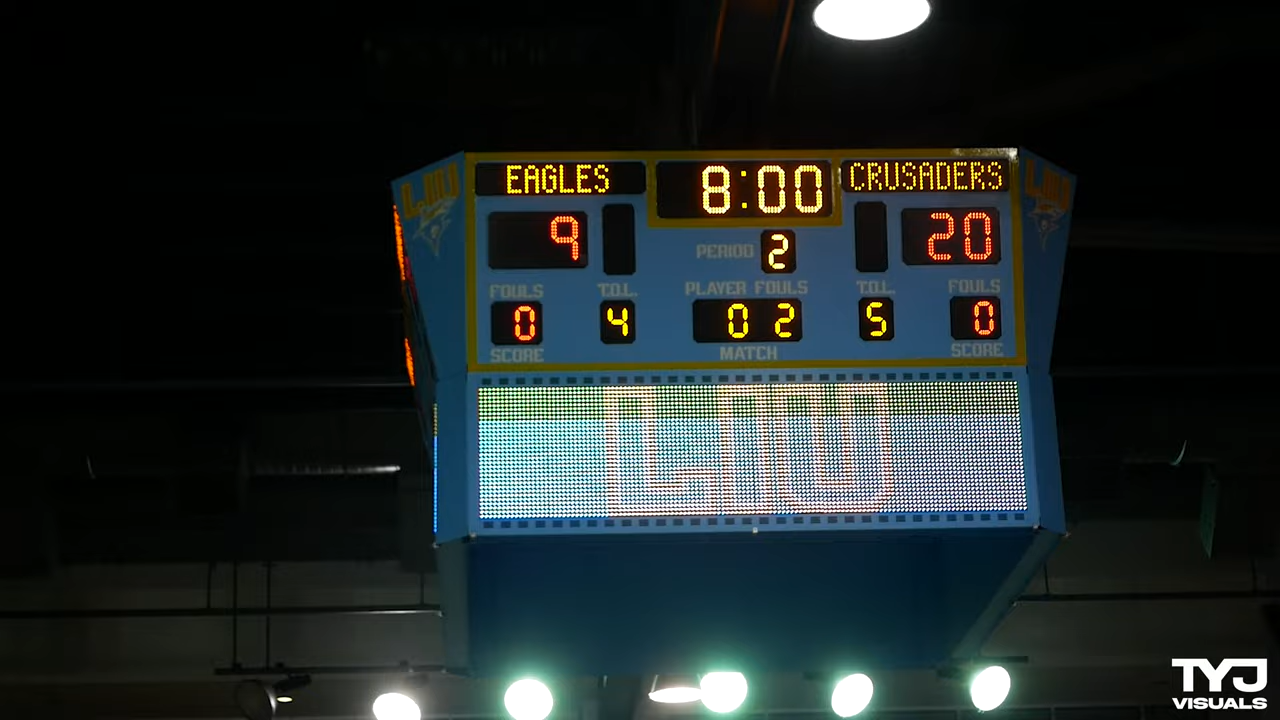 LIU
EAGLES
8:00
CRUSADERS
LIU
9
PERIOD 2
20
FOULS
T.O.L.
PLAYER FOULS
T.O.L.
FOULS
0
4
0 2
5
0
SCORE
MATCH
SCORE
LIU
TYJ
VISUALS